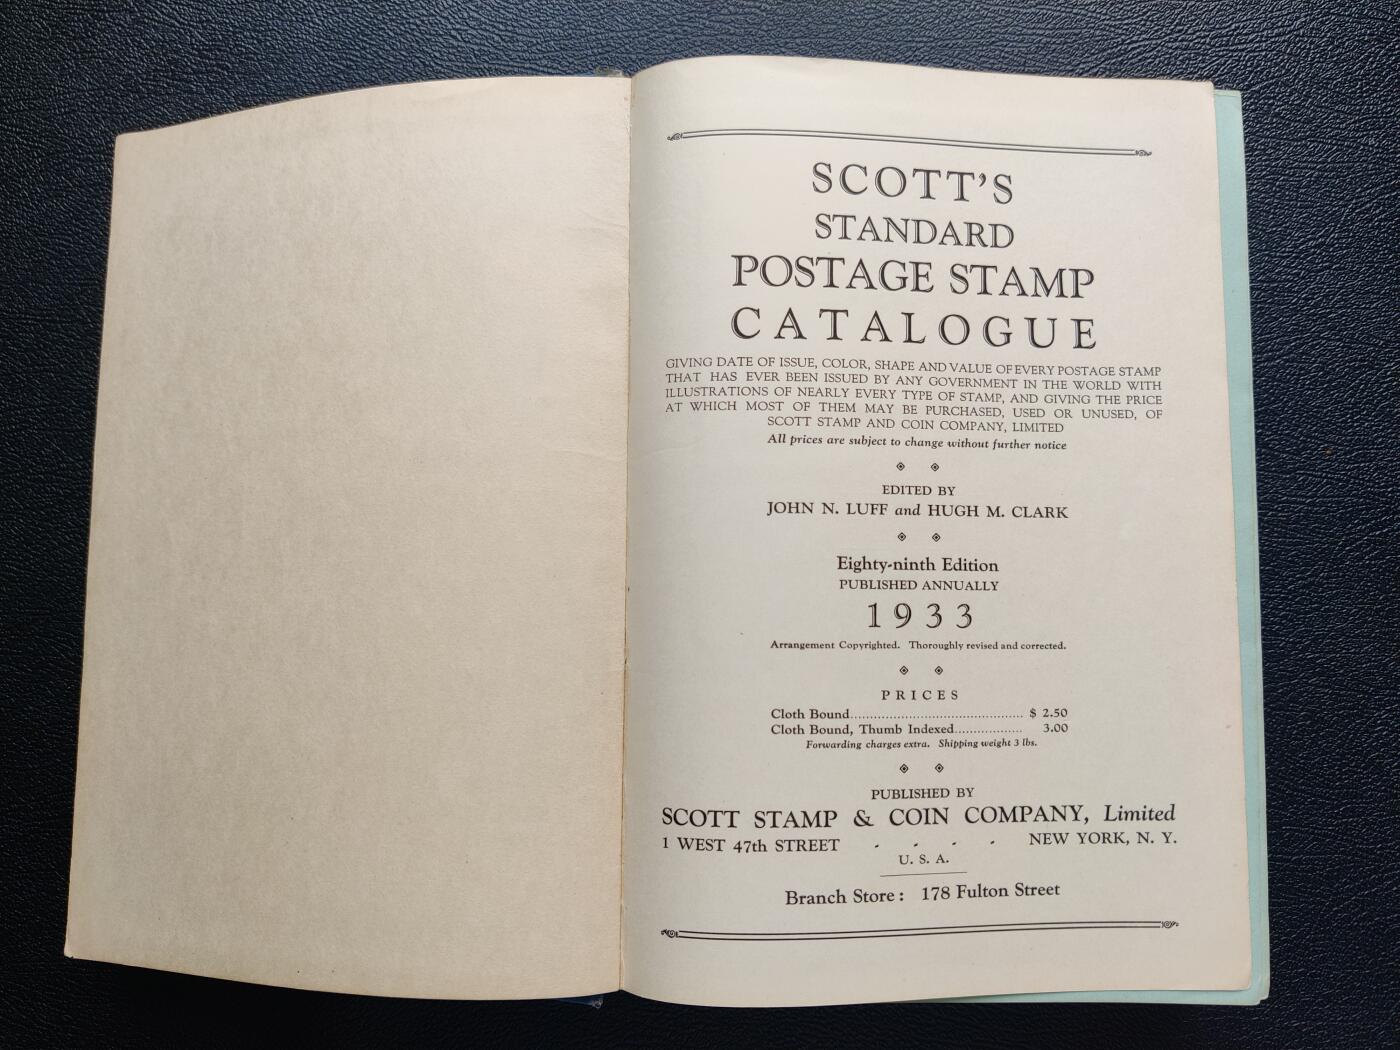 SCOTT'S
STANDARD
POSTAGE STAMP
CATALOGUE
GIVING DATE OF ISSUE, COLOR, SHAPE AND VALUE OF EVERY POSTAGE STAMP
THAT HAS EVER BEEN ISSUED BY ANY GOVERNMENT IN THE WORLD WITH
ILLUSTRATIONS OF NEARLY EVERY TYPE OF STAMP, AND GIVING THE PRICE
AT WHICH MOST OF THEM MAY BE PURCHASED, USED OR UNUSED, OF
SCOTT STAMP AND COIN COMPANY, LIMITED
All prices are subject to change without further notice
EDITED BY
JOHN N. LUFF and HUGH M. CLARK
Eighty-ninth Edition
PUBLISHED ANNUALLY
1933
Arrangement Copyrighted. Thoroughly revised and corrected.
PRICES
Cloth Bound............................................ $ 2.50
Cloth Bound, Thumb Indexed.................. 3.00
Forwarding charges extra. Shipping weight 3 lbs.
PUBLISHED BY
SCOTT STAMP & COIN COMPANY, Limited
1 WEST 47th STREET - - - - NEW YORK, N. Y.
U. S. A.
Branch Store: 178 Fulton Street